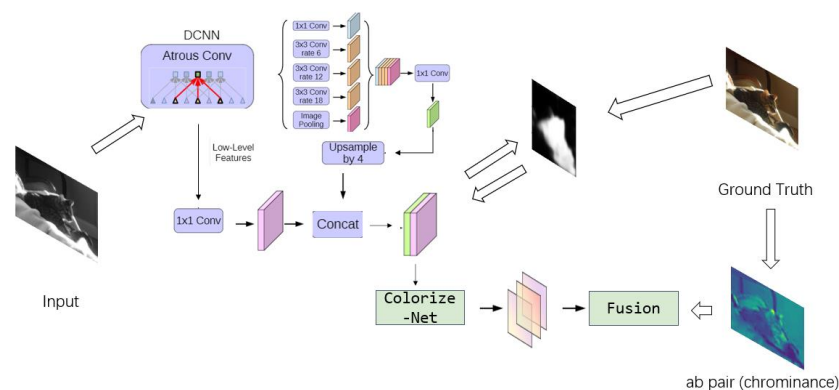 DCNN
Atrous Conv
1x1 Conv
3x3 Conv
rate 6
3x3 Conv
rate 12
3x3 Conv
rate 18
Image
Pooling
1x1 Conv
Upsample
by 4
Low-Level
Features
1x1 Conv
Concat
Input
Ground Truth
Colorize
-Net
Fusion
ab pair (chrominance)